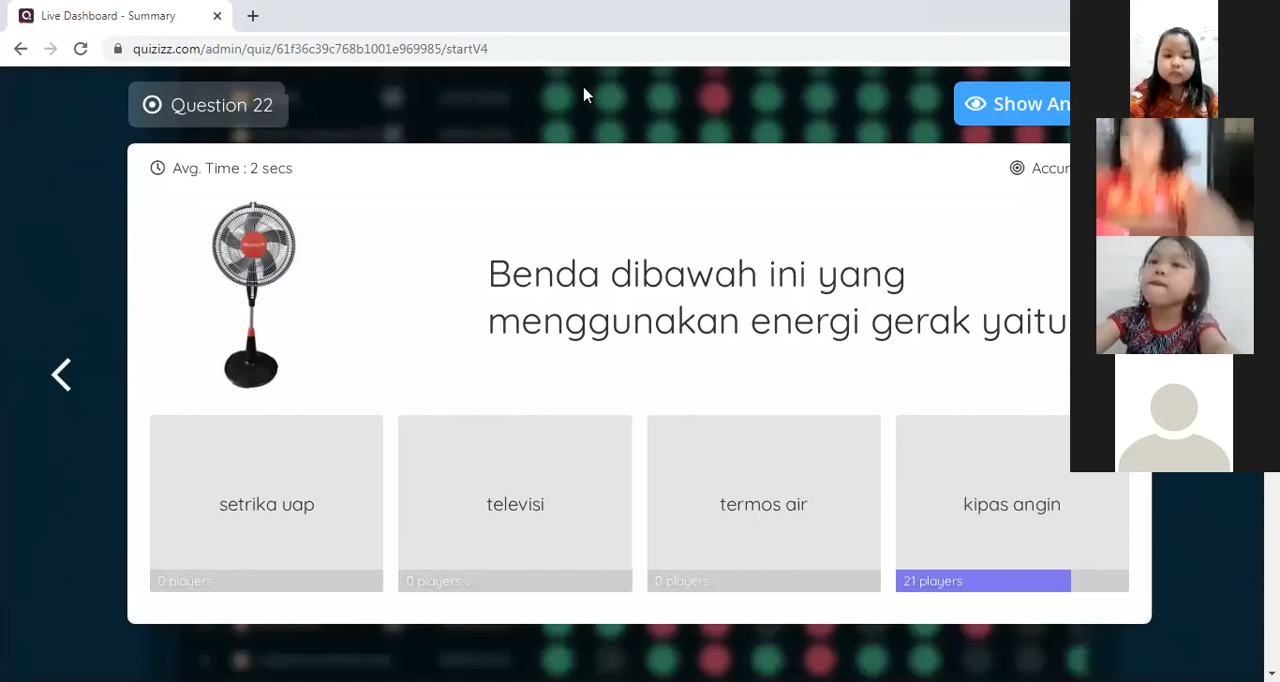 Live Dashboard - Summary
quizizz.com/admin/quiz/61f36c39c768b1001e969985/startV4
Question 22
Show An
Avg. Time : 2 secs
Accur
Benda dibawah ini yang
menggunakan energi gerak yaitu
setrika uap
televisi
termos air
kipas angin
0 players
0 players
0 players
21 players